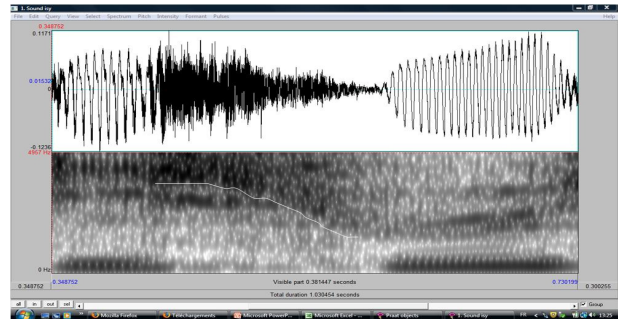 1. Sound isy
File Edit Query View Select Spectrum Pitch Intensity Formant Pulses Help
0.348752
0.1171
0.01532
0
-0.1236
4957 Hz
0 Hz
0.348752 0.348752 Visible part 0.381447 seconds 0.730199 0.300255
Total duration 1.030454 seconds
all in out sel Group
Mozilla Firefox Téléchargements Microsoft PowerP... Microsoft Excel - ... Praat objects 1. Sound isy FR 13:25